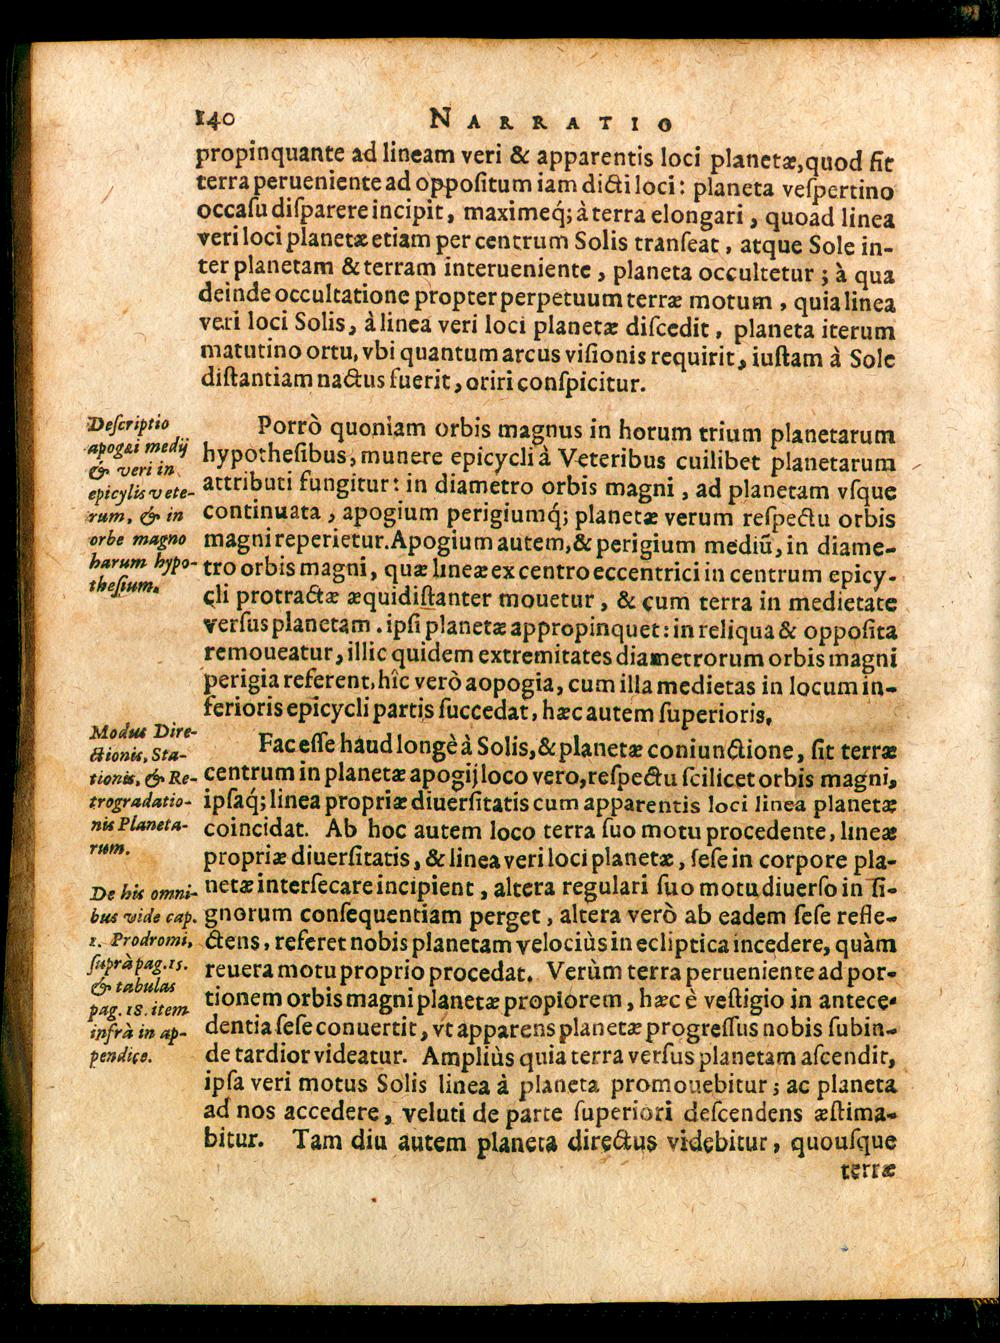 140 NARRATIO
propinquante ad lineam veri & apparentis loci planetæ, quod fit
terra perueniente ad oppoſitum iam dicti loci: planeta veſpertino
occaſu diſparere incipit, maximeq́; à terra elongari, quoad linea
veri loci planetæ etiam per centrum Solis tranſeat, atque Sole in-
ter planetam & terram interueniente, planeta occultetur; à qua
deinde occultatione propter perpetuum terræ motum, quia linea
veri loci Solis, à linea veri loci planetæ diſcedit, planeta iterum
matutino ortu, vbi quantum arcus viſionis requirit, iuſtam à Sole
diſtantiam nactus fuerit, oriri conſpicitur.
Deſcriptio
apogæi medij
& veri in
epicylis vete-
rum, & in
orbe magno
harum hypo-
theſium.
Porrò quoniam orbis magnus in horum trium planetarum
hypotheſibus, munere epicycli à Veteribus cuilibet planetarum
attributi fungitur: in diametro orbis magni, ad planetam vſque
continuata, apogium perigiumq́; planetæ verum reſpectu orbis
magni reperietur. Apogium autem, & perigium mediũ, in diame-
tro orbis magni, quæ lineæ ex centro eccentrici in centrum epicy-
cli protractæ æquidiſtanter mouetur, & cum terra in medietate
verſus planetam. ipſi planetæ appropinquet: in reliqua & oppoſita
remoueatur, illic quidem extremitates diametrorum orbis magni
perigia referent, hîc verò aopogia, cum illa medietas in locum in-
ferioris epicycli partis ſuccedat, hæc autem ſuperioris.
Modus Dire-
ctionis, Sta-
tionis, & Re-
trogradatio-
nis Planeta-
rum.
De his omni-
bus vide cap.
1. Prodromi,
ſuprà pag. 15.
& tabulas
pag. 18. item
infrà in ap-
pendice.
Fac eſſe haud longè à Solis, & planetæ coniunctione, ſit terræ
centrum in planetæ apogij loco vero, reſpectu ſcilicet orbis magni,
ipſaq́; linea propriæ diuerſitatis cum apparentis loci linea planetæ
coincidat. Ab hoc autem loco terra ſuo motu procedente, lineæ
propriæ diuerſitatis, & linea veri loci planetæ, ſeſe in corpore pla-
netæ interſecare incipient, altera regulari ſuo motu diuerſo in ſi-
gnorum conſequentiam perget, altera verò ab eadem ſeſe refle-
ctens, referet nobis planetam velociùs in ecliptica incedere, quàm
reuera motu proprio procedat. Verùm terra perueniente ad por-
tionem orbis magni planetæ propiorem, hæc è veſtigio in antece-
dentia ſeſe conuertit, vt apparens planetæ progreſſus nobis ſubin-
de tardior videatur. Ampliùs quia terra verſus planetam aſcendit,
ipſa veri motus Solis linea à planeta promouebitur; ac planeta
ad nos accedere, veluti de parte ſuperiori deſcendens æſtima-
bitur. Tam diu autem planeta directus videbitur, quouſque
terræ